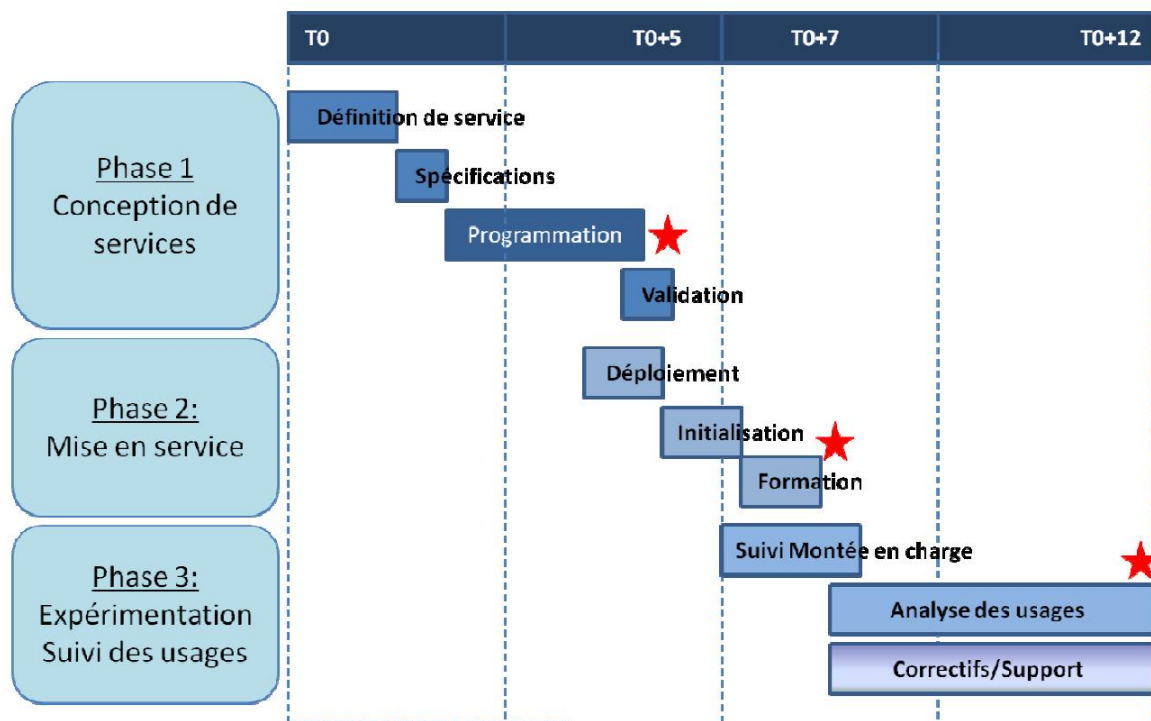 T0 T0+5 T0+7 T0+12
Phase 1
Conception de
services
Définition de service
Spécifications
Programmation
Validation
Phase 2:
Mise en service
Déploiement
Initialisation
Formation
Phase 3:
Expérimentation
Suivi des usages
Suivi Montée en charge
Analyse des usages
Correctifs/Support